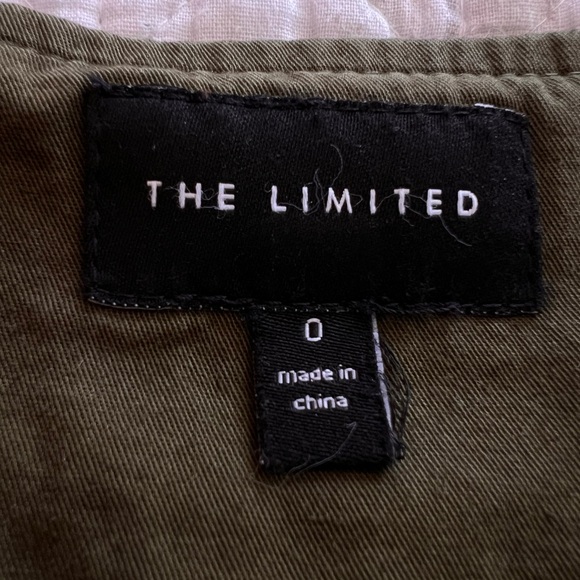 THE LIMITED
0
made in
china